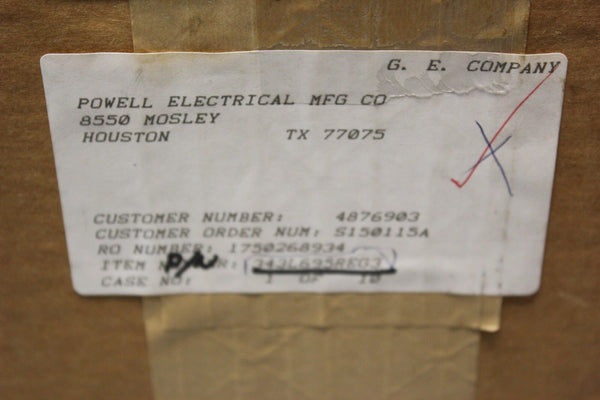 G. E. COMPANY
POWELL ELECTRICAL MFG CO
8550 MOSLEY
HOUSTON TX 77075
CUSTOMER NUMBER: 4876903
CUSTOMER ORDER NUM: S150115A
RO NUMBER: 1750268934
ITEM P/N R: 343L695REG3
CASE NO: 1 OF 10